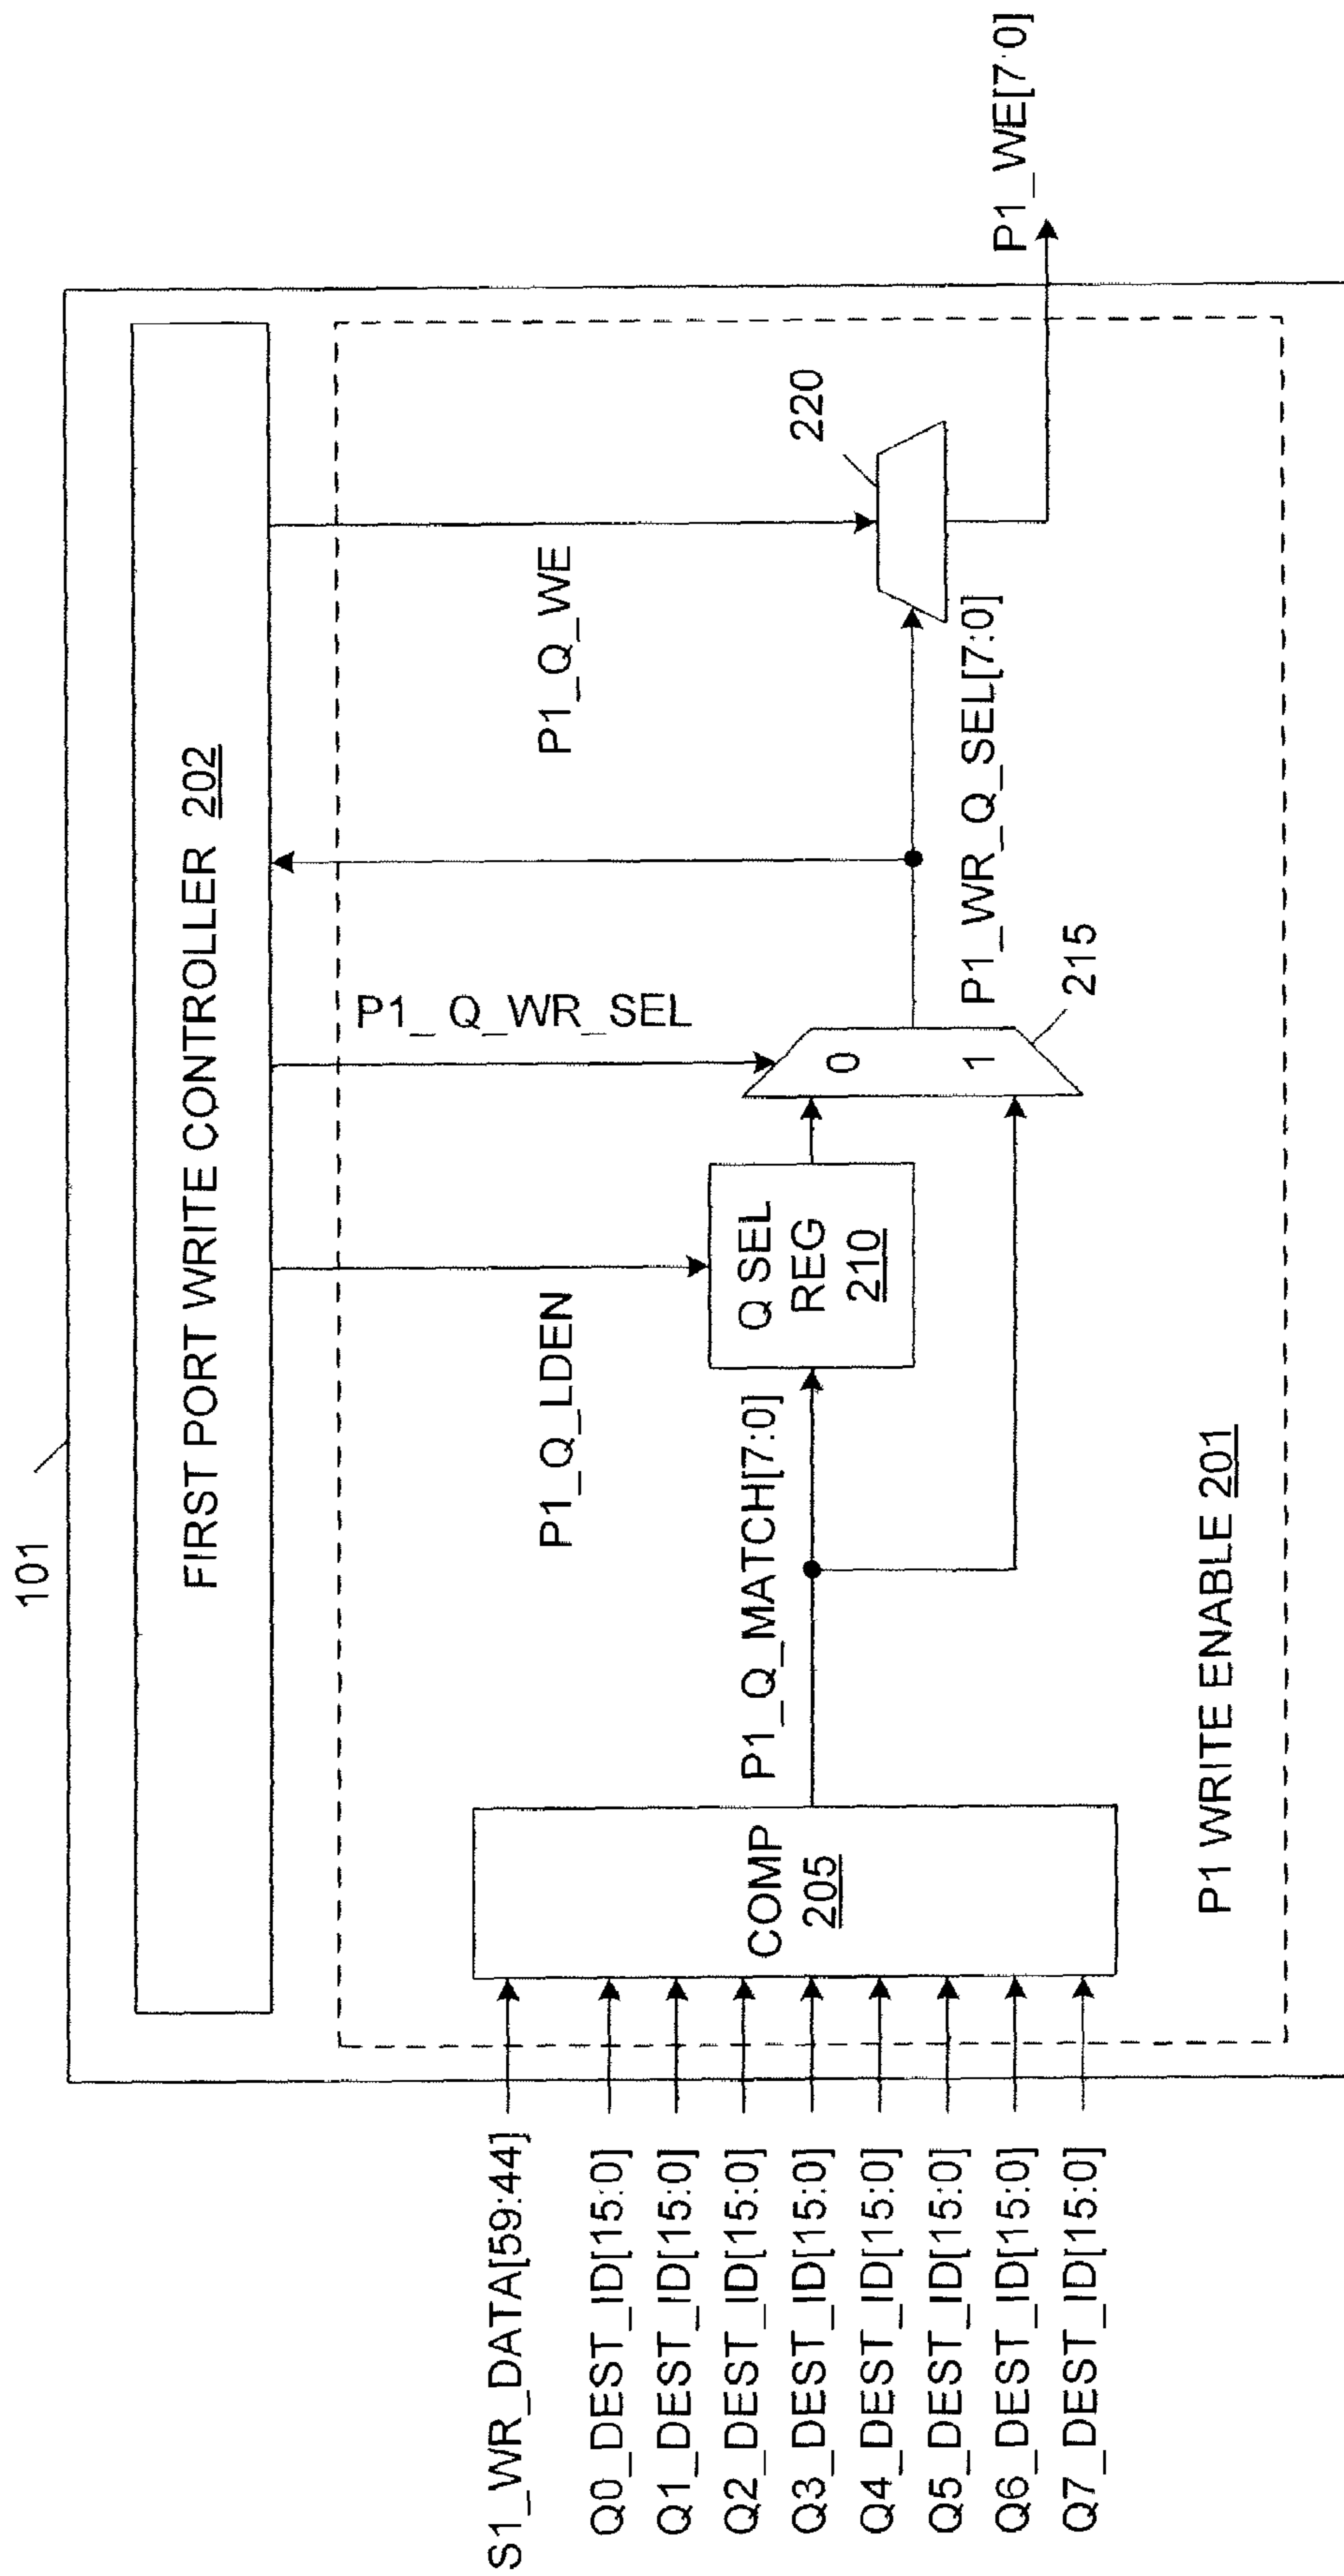 101
FIRST PORT WRITE CONTROLLER 202
P1_Q_LDEN
P1_ Q_WR_SEL
P1_Q_WE
S1_WR_DATA[59:44]
Q0_DEST_ID[15:0]
Q1_DEST_ID[15:0]
Q2_DEST_ID[15:0]
Q3_DEST_ID[15:0]
Q4_DEST_ID[15:0]
Q5_DEST_ID[15:0]
Q6_DEST_ID[15:0]
Q7_DEST_ID[15:0]
COMP
205
P1_Q_MATCH[7:0]
Q SEL
REG
210
0
1
215
P1_WR_Q_SEL[7:0]
220
P1_WE[7:0]
P1 WRITE ENABLE 201